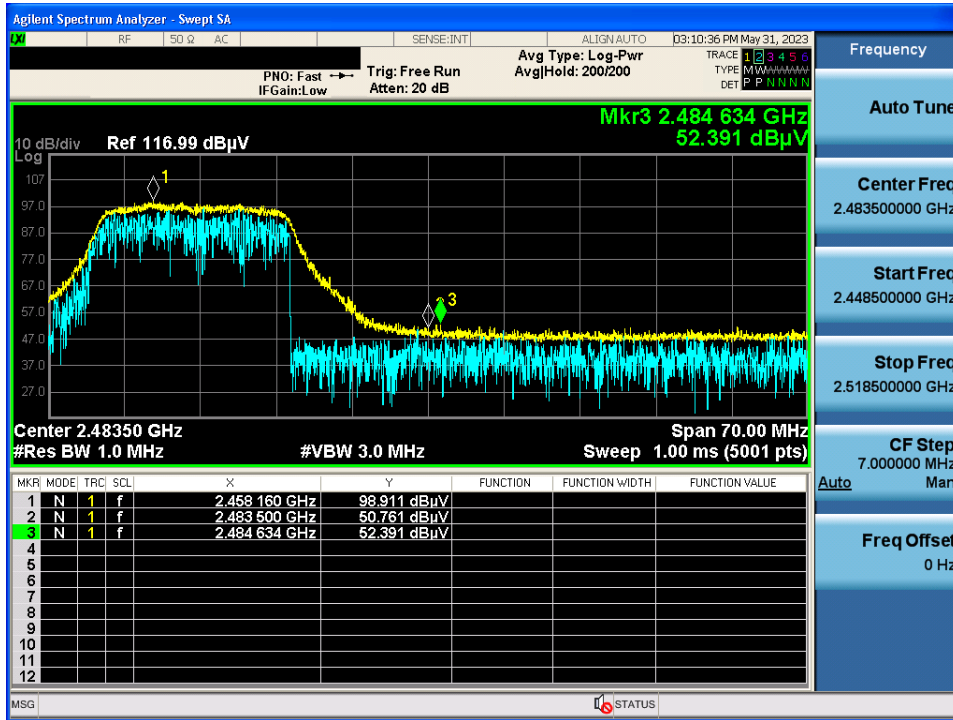 Agilent Spectrum Analyzer - Swept SA
LXI RF 50 Ω AC SENSE:INT ALIGN AUTO 03:10:36 PM May 31, 2023
PNO: Fast
IFGain:Low
Trig: Free Run
Atten: 20 dB
Avg Type: Log-Pwr
Avg|Hold: 200/200
TRACE 1 2 3 4 5 6
TYPE MWWWWW
DET P P N N N N
Mkr3 2.484 634 GHz
52.391 dBµV
10 dB/div Ref 116.99 dBµV
Log
107
97.0
87.0
77.0
67.0
57.0
47.0
37.0
27.0
1
3
Center 2.48350 GHz Span 70.00 MHz
#Res BW 1.0 MHz #VBW 3.0 MHz Sweep 1.00 ms (5001 pts)
MKR MODE TRC SCL X Y FUNCTION FUNCTION WIDTH FUNCTION VALUE
1 N 1 f 2.458 160 GHz 98.911 dBµV
2 N 1 f 2.483 500 GHz 50.761 dBµV
3 N 1 f 2.484 634 GHz 52.391 dBµV
4
5
6
7
8
9
10
11
12
MSG STATUS
Frequency
Auto Tune
Center Freq
2.483500000 GHz
Start Freq
2.448500000 GHz
Stop Freq
2.518500000 GHz
CF Step
7.000000 MHz
Auto Man
Freq Offset
0 Hz